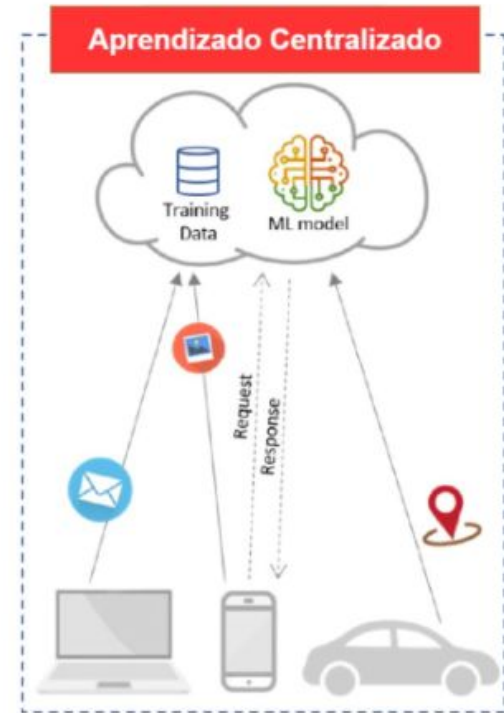 Aprendizado Centralizado
Training
Data
ML model
Request
Response